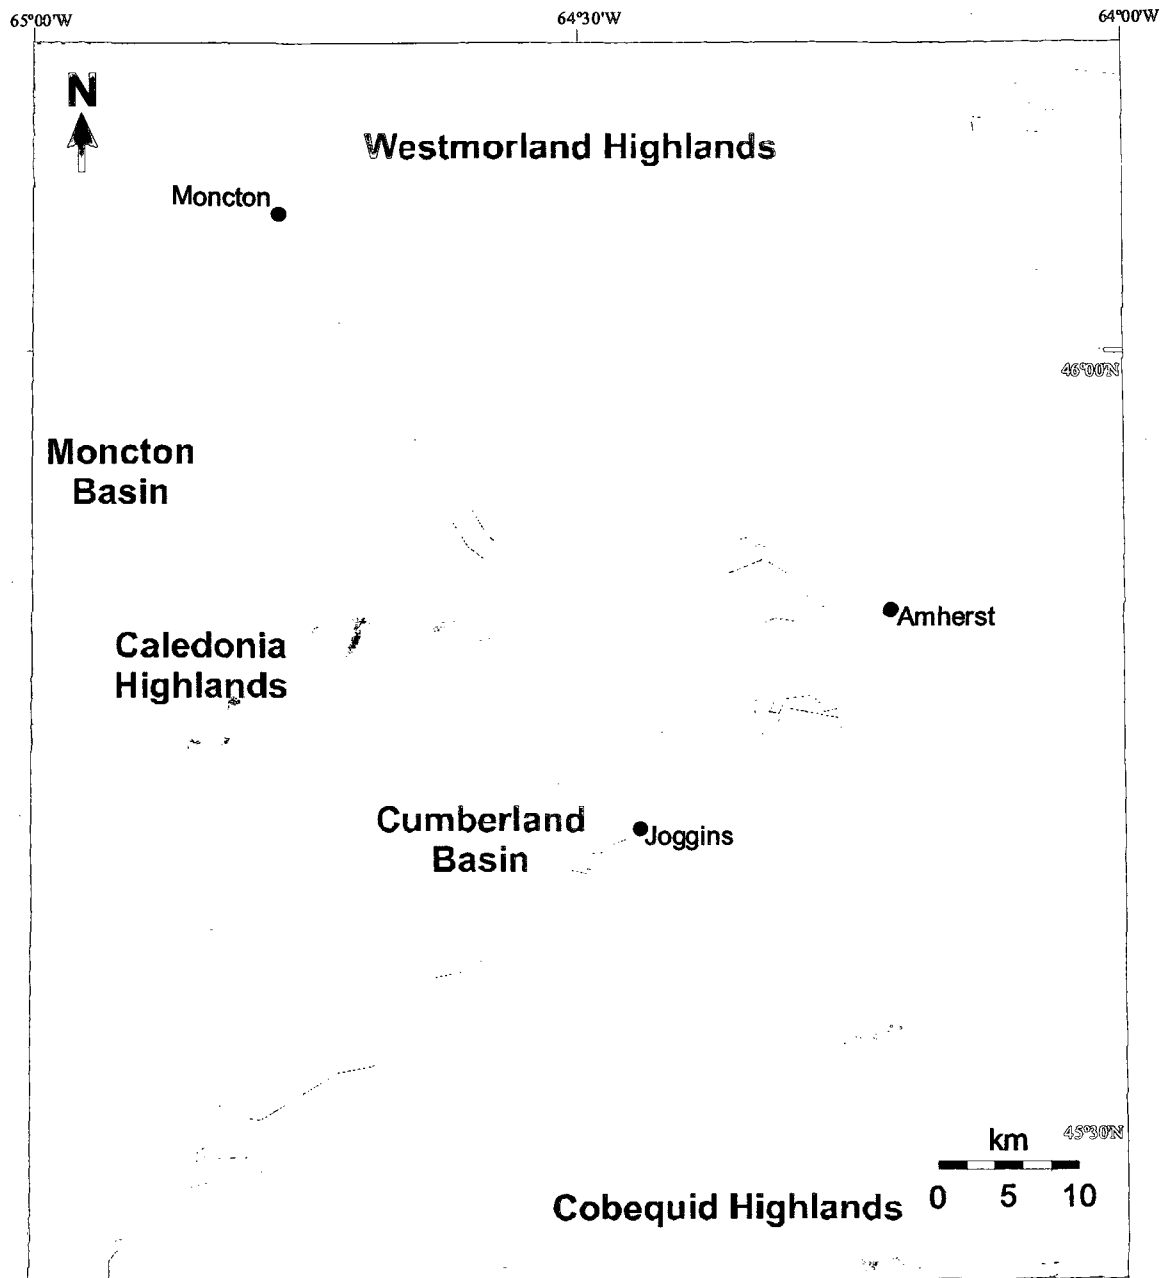 65°00'W
64°30'W
64°00'W
N
Westmorland Highlands
Moncton
46°00'N
Moncton
Basin
Amherst
Caledonia
Highlands
Cumberland
Basin
Joggins
45°30'N
km
0 5 10
Cobequid Highlands